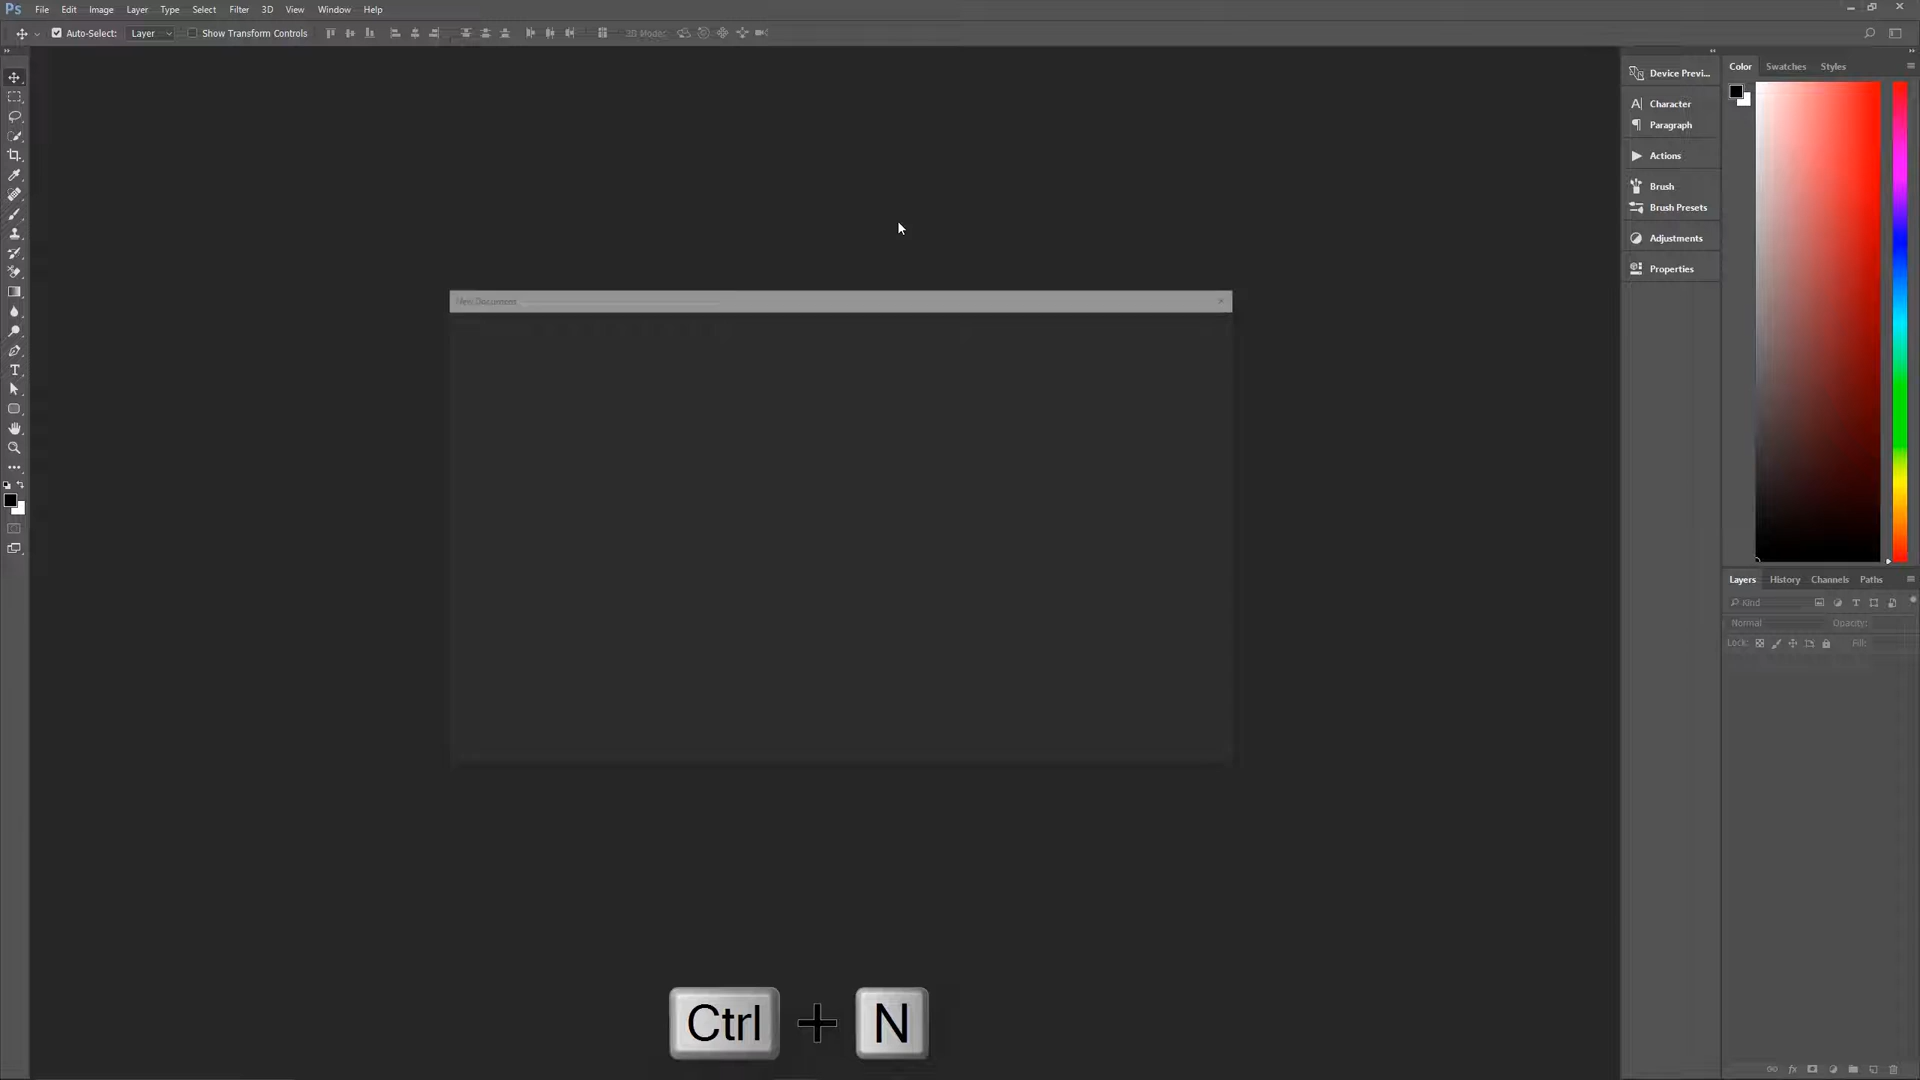 Ps File Edit Image Layer Type Select Filter 3D View Window Help
Auto-Select: Layer Show Transform Controls 3D Mode:
Device Previ...
Character
Paragraph
Actions
Brush
Brush Presets
Adjustments
Properties
Color Swatches Styles
New Document
Layers History Channels Paths
Kind
Normal Opacity:
Lock: Fill:
Ctrl + N